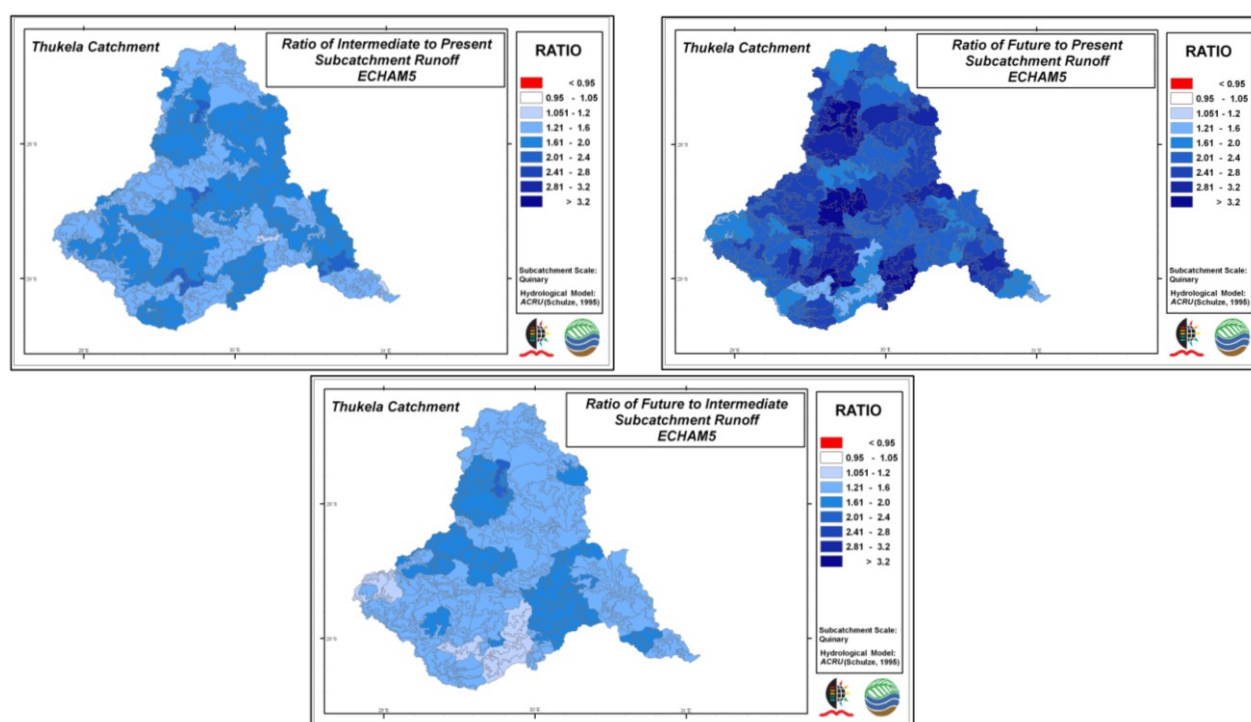 Thukela Catchment
Ratio of Intermediate to Present
Subcatchment Runoff
ECHAM5
RATIO
< 0.95
0.95 - 1.05
1.051 - 1.2
1.21 - 1.6
1.61 - 2.0
2.01 - 2.4
2.41 - 2.8
2.81 - 3.2
> 3.2
Subcatchment Scale:
Quinary
Hydrological Model:
ACRU (Schulze, 1995)
Thukela Catchment
Ratio of Future to Present
Subcatchment Runoff
ECHAM5
RATIO
< 0.95
0.95 - 1.05
1.051 - 1.2
1.21 - 1.6
1.61 - 2.0
2.01 - 2.4
2.41 - 2.8
2.81 - 3.2
> 3.2
Subcatchment Scale:
Quinary
Hydrological Model:
ACRU (Schulze, 1995)
Thukela Catchment
Ratio of Future to Intermediate
Subcatchment Runoff
ECHAM5
RATIO
< 0.95
0.95 - 1.05
1.051 - 1.2
1.21 - 1.6
1.61 - 2.0
2.01 - 2.4
2.41 - 2.8
2.81 - 3.2
> 3.2
Subcatchment Scale:
Quinary
Hydrological Model:
ACRU (Schulze, 1995)